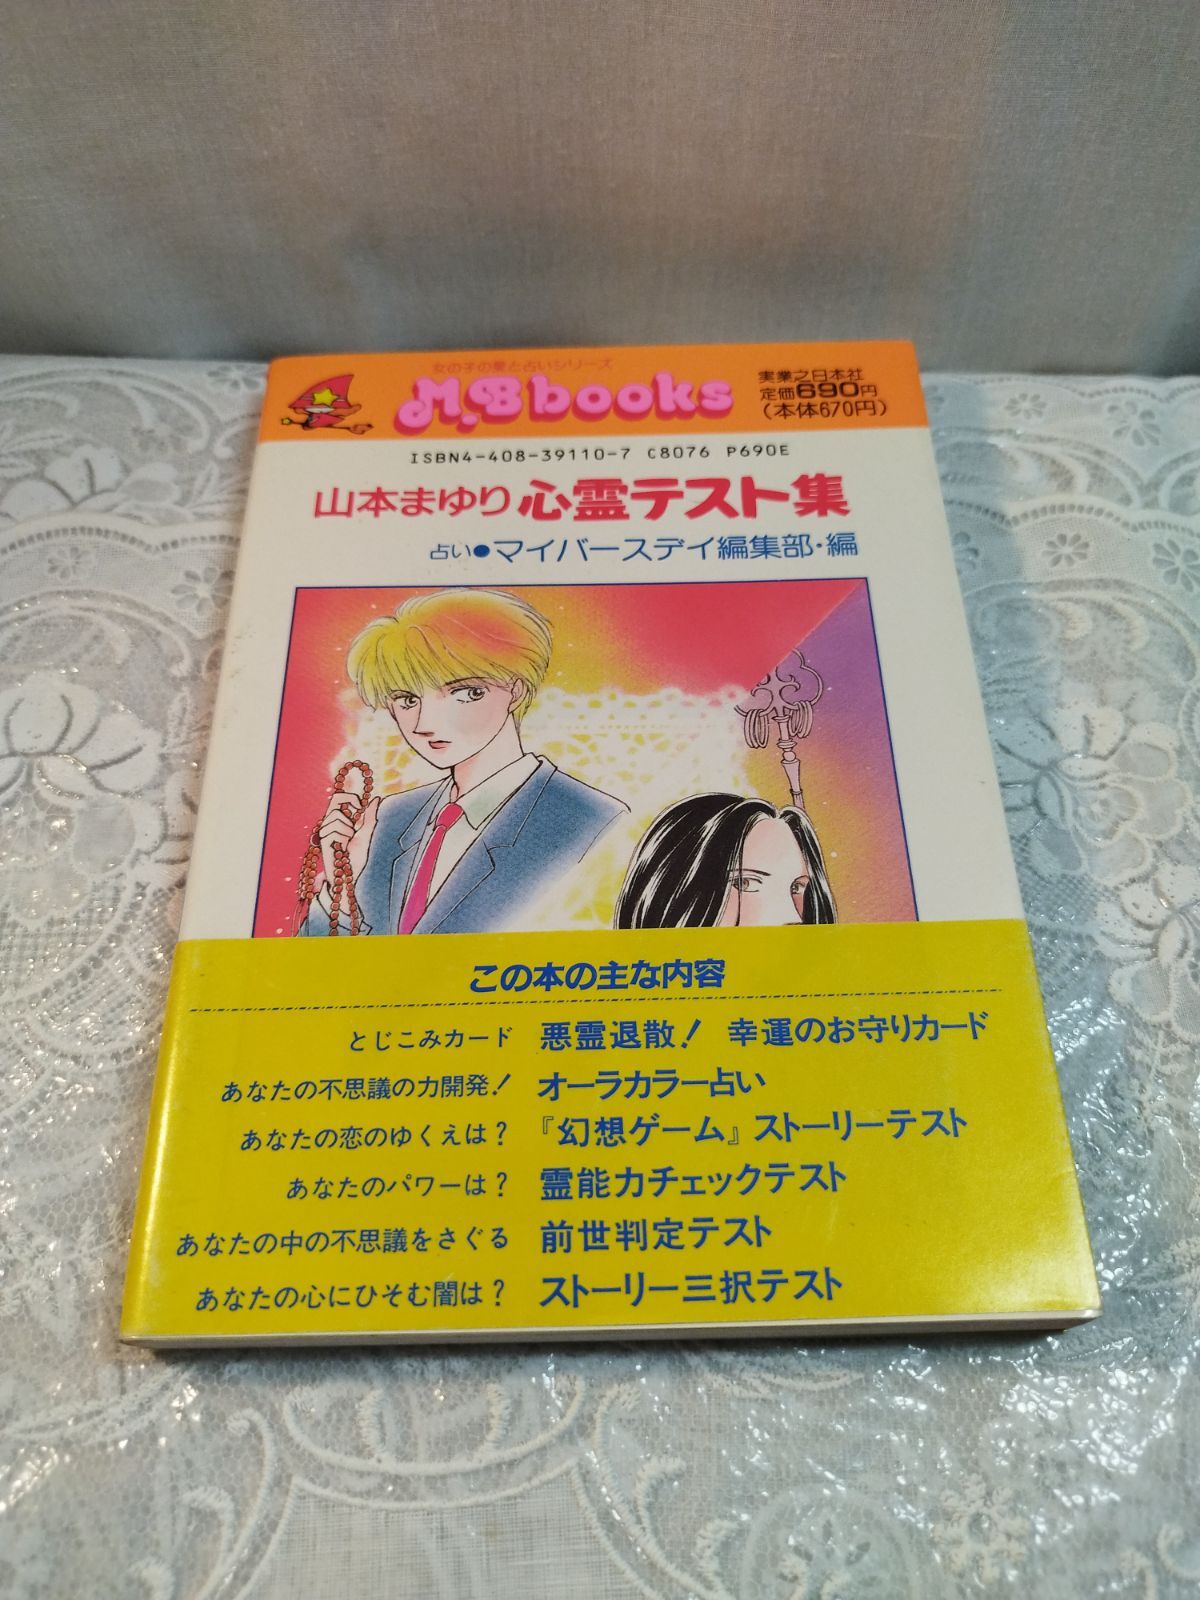 女の子の愛と占いシリーズ
M.B books
実業之日本社
定価690円
(本体670円)
ISBN4-408-39110-7 C8076 P690E
山本まゆり 心霊テスト集
占い●マイバースデイ編集部・編
この本の主な内容
とじこみカード 悪霊退散! 幸運のお守りカード
あなたの不思議の力開発! オーラカラー占い
あなたの恋のゆくえは? 『幻想ゲーム』ストーリーテスト
あなたのパワーは? 霊能力チェックテスト
あなたの中の不思議をさぐる 前世判定テスト
あなたの心にひそむ闇は? ストーリー三択テスト